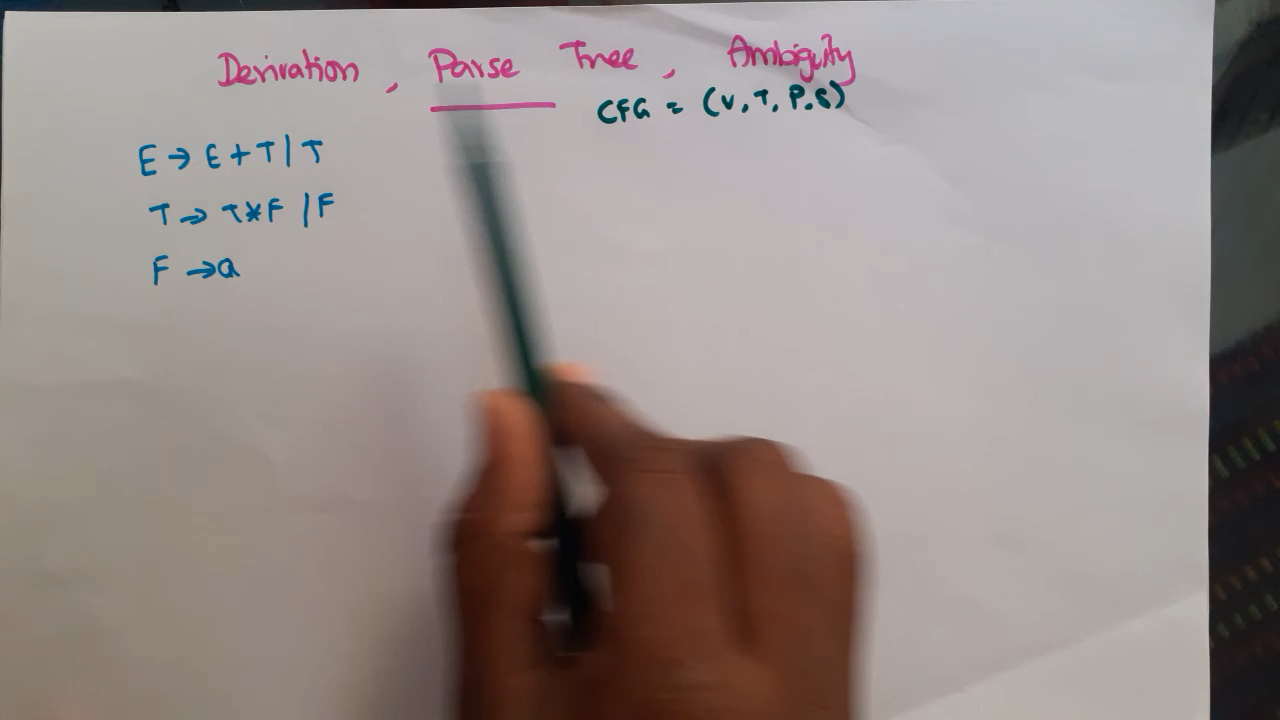 Derivation, Parse Tree, Ambiguity
CFG = (V, T, P, S)
E → E + T | T
T → T * F | F
F → a